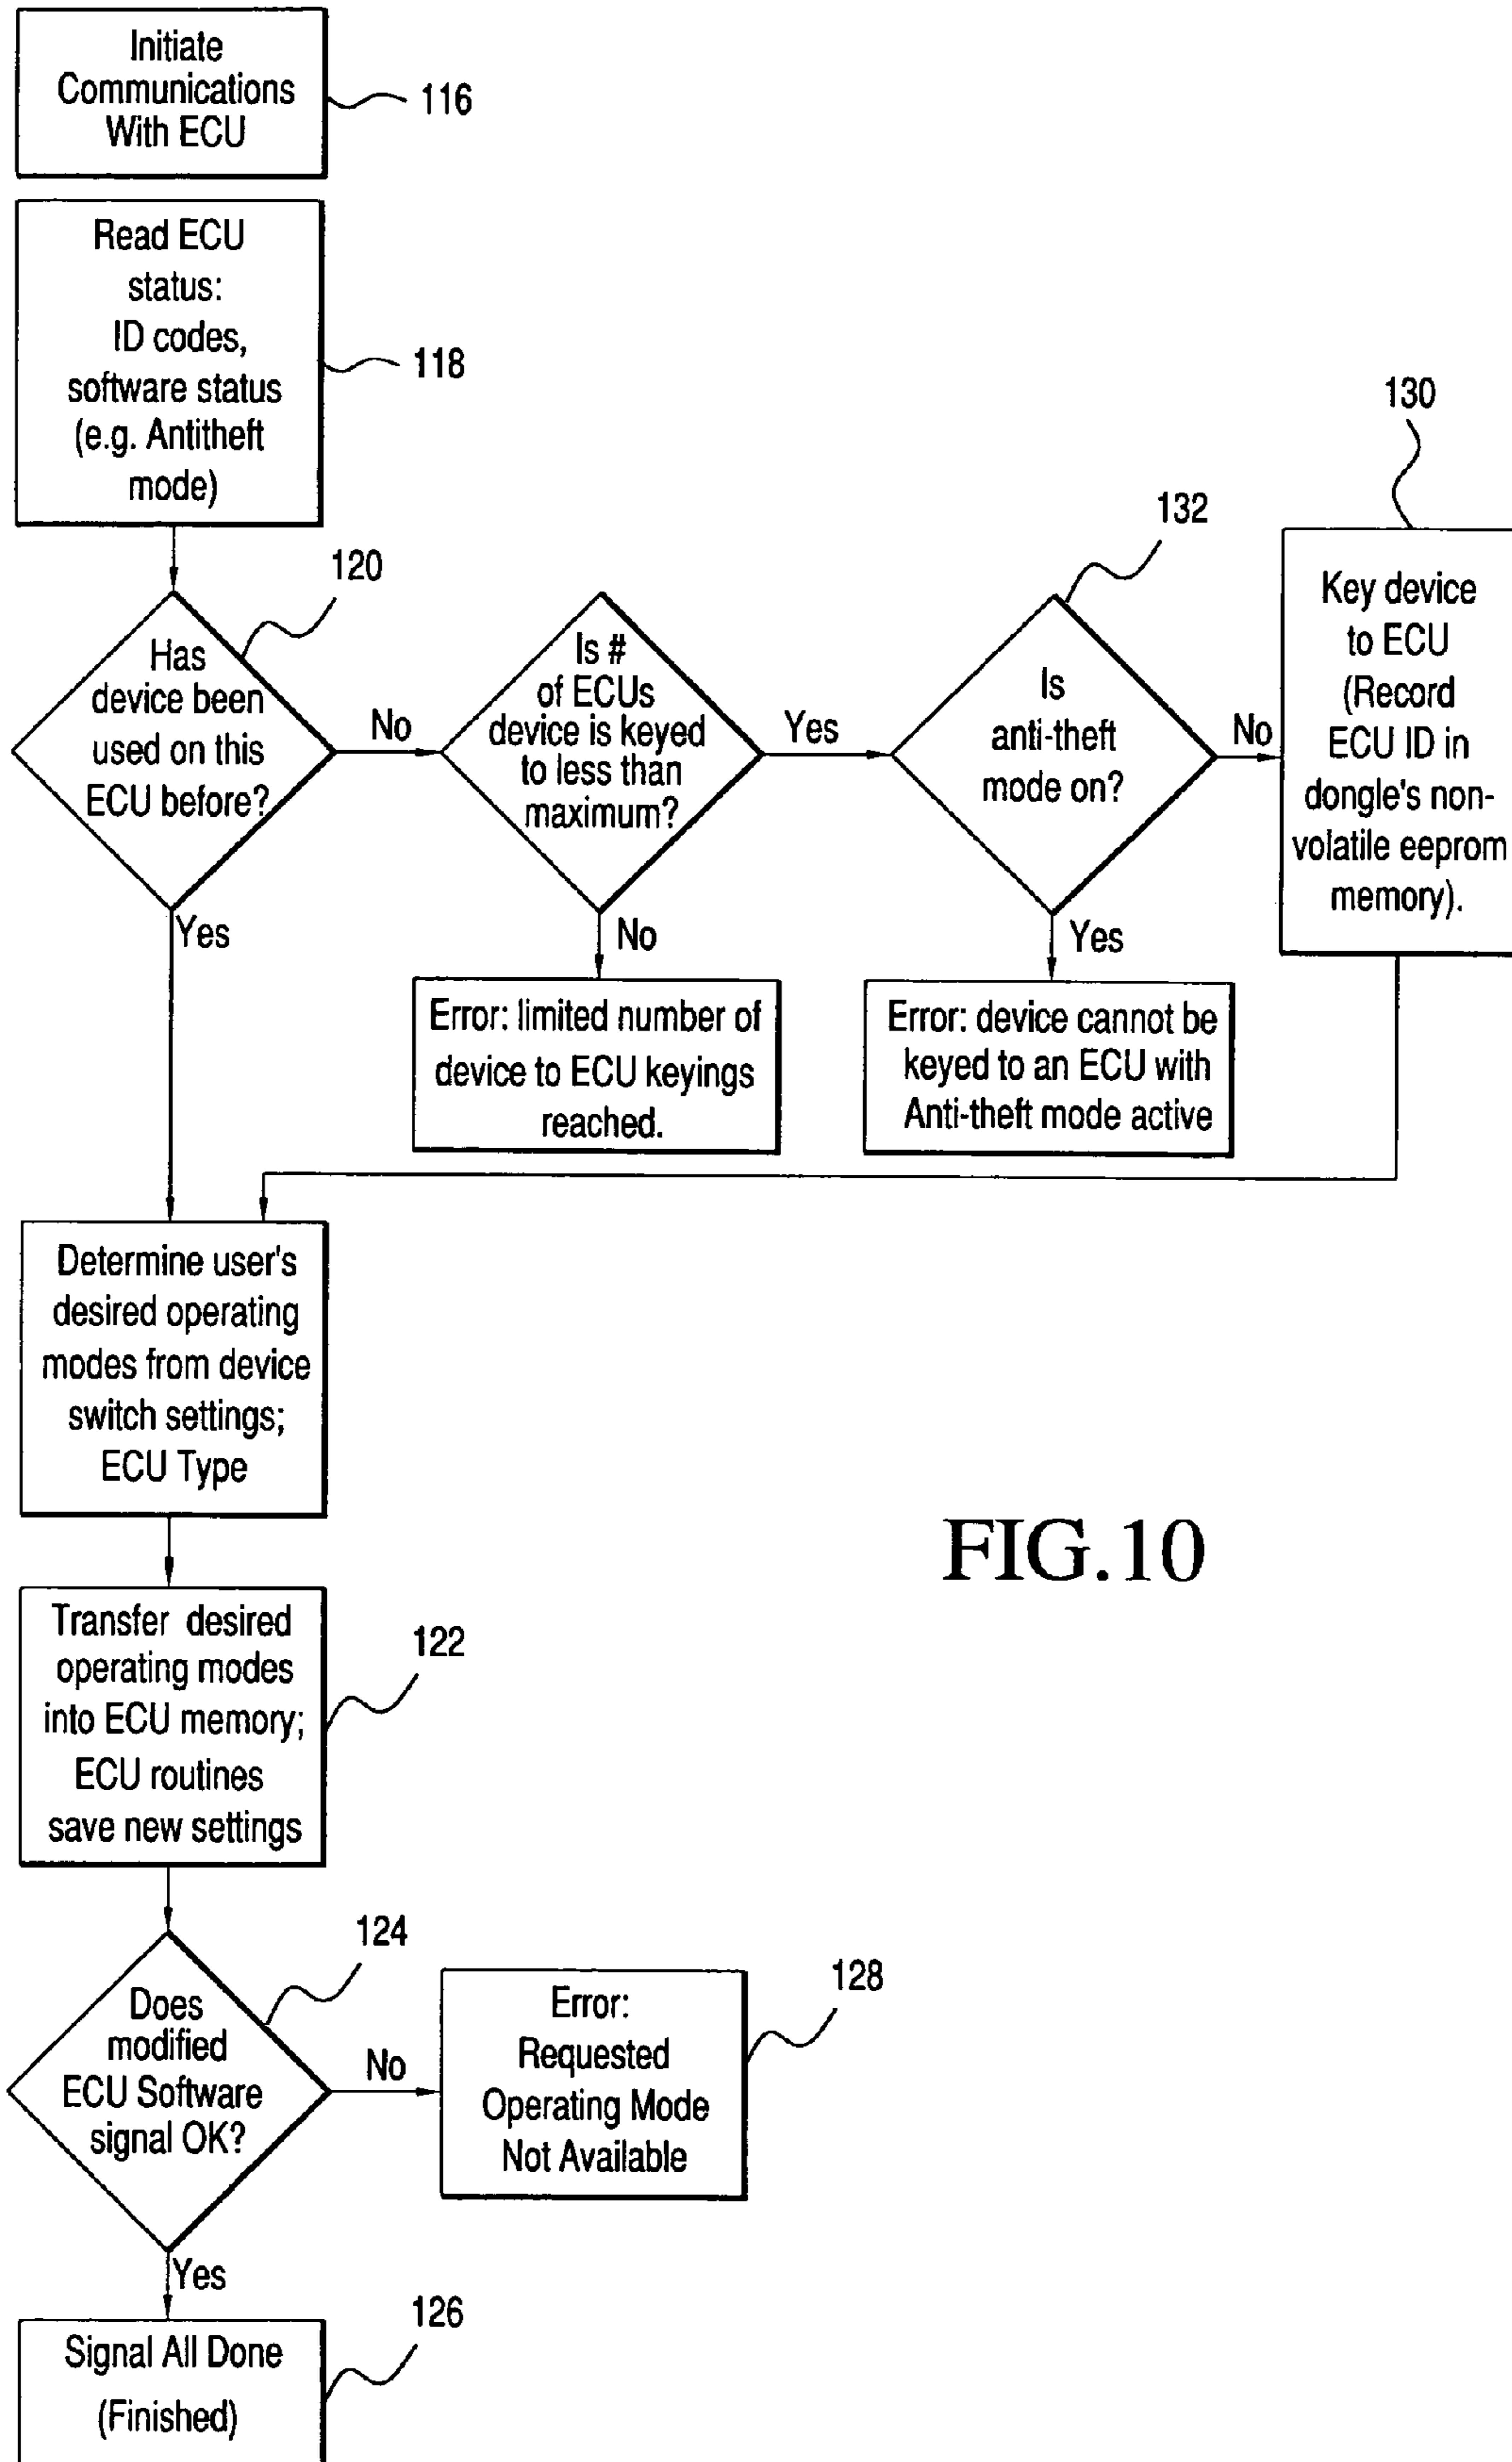 Initiate
Communications
With ECU
116
Read ECU
status:
ID codes,
software status
(e.g. Antitheft
mode)
118
120
Has
device been
used on this
ECU before?
No
Yes
Is #
of ECUs
device is keyed
to less than
maximum?
Yes
No
132
Is
anti-theft
mode on?
No
Yes
130
Key device
to ECU
(Record
ECU ID in
dongle's non-
volatile eeprom
memory).
Error: limited number of
device to ECU keyings
reached.
Error: device cannot be
keyed to an ECU with
Anti-theft mode active
Determine user's
desired operating
modes from device
switch settings;
ECU Type
FIG.10
Transfer desired
operating modes
into ECU memory;
ECU routines
save new settings
122
124
Does
modified
ECU Software
signal OK?
No
Yes
128
Error:
Requested
Operating Mode
Not Available
126
Signal All Done
(Finished)